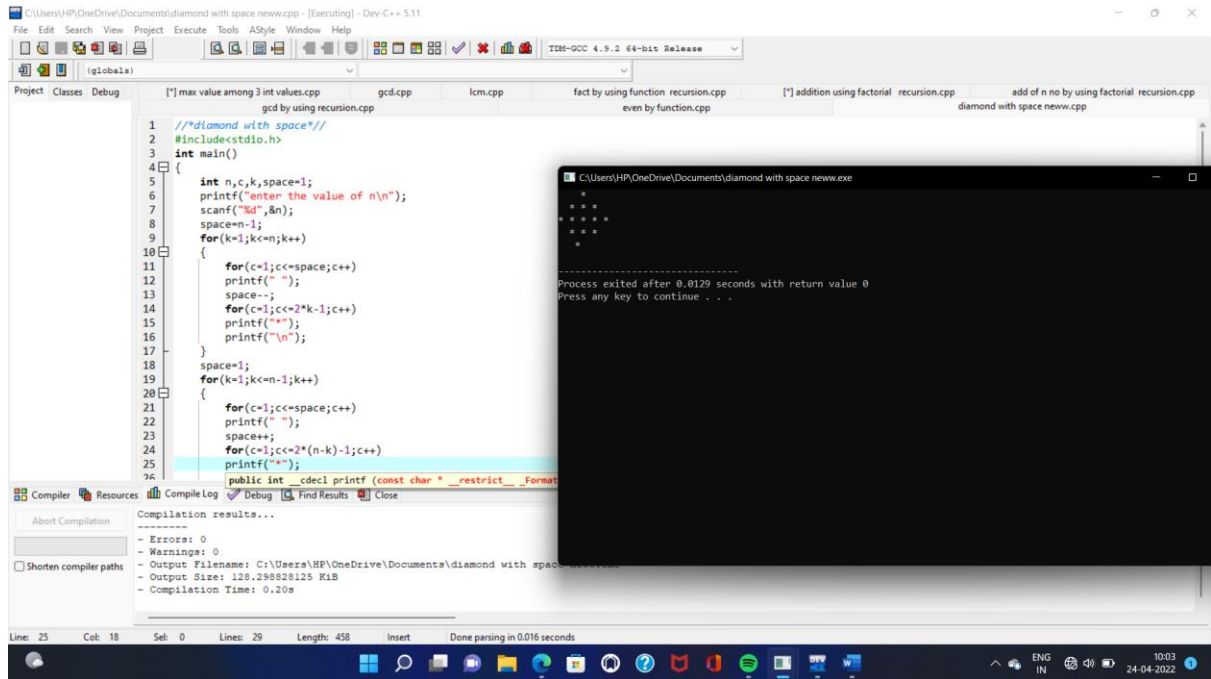 C:\Users\HP\OneDrive\Documents\diamond with space neww.cpp - [Executing] - Dev-C++ 5.11
File Edit Search View Project Execute Tools AStyle Window Help
TDM-GCC 4.9.2 64-bit Release
(globals)
Project Classes Debug
[*] max value among 3 int values.cpp gcd.cpp lcm.cpp fact by using function recursion.cpp [*] addition using factorial recursion.cpp add of n no by using factorial recursion.cpp
gcd by using recursion.cpp even by function.cpp diamond with space neww.cpp
1 //*diamond with space*//
2 #include<stdio.h>
3 int main()
4 {
5 int n,c,k,space=1;
6 printf("enter the value of n\n");
7 scanf("%d",&n);
8 space=n-1;
9 for(k=1;k<=n;k++)
10 {
11 for(c=1;c<=space;c++)
12 printf(" ");
13 space--;
14 for(c=1;c<=2*k-1;c++)
15 printf("*");
16 printf("\n");
17 }
18 space=1;
19 for(k=1;k<=n-1;k++)
20 {
21 for(c=1;c<=space;c++)
22 printf(" ");
23 space++;
24 for(c=1;c<=2*(n-k)-1;c++)
25 printf("*");
26
public int __cdecl printf (const char * __restrict__ _Format
C:\Users\HP\OneDrive\Documents\diamond with space neww.exe
*
* * *
* * * * *
* * *
*
--------------------------------
Process exited after 0.0129 seconds with return value 0
Press any key to continue . . .
Compiler Resources Compile Log Debug Find Results Close
Abort Compilation
Shorten compiler paths
Compilation results...
--------
- Errors: 0
- Warnings: 0
- Output Filename: C:\Users\HP\OneDrive\Documents\diamond with
- Output Size: 128.298828125 KiB
- Compilation Time: 0.20s
Line: 25 Col: 18 Sel: 0 Lines: 29 Length: 458 Insert Done parsing in 0.016 seconds
DEV
W
ENG
IN
10:03
24-04-2022
1